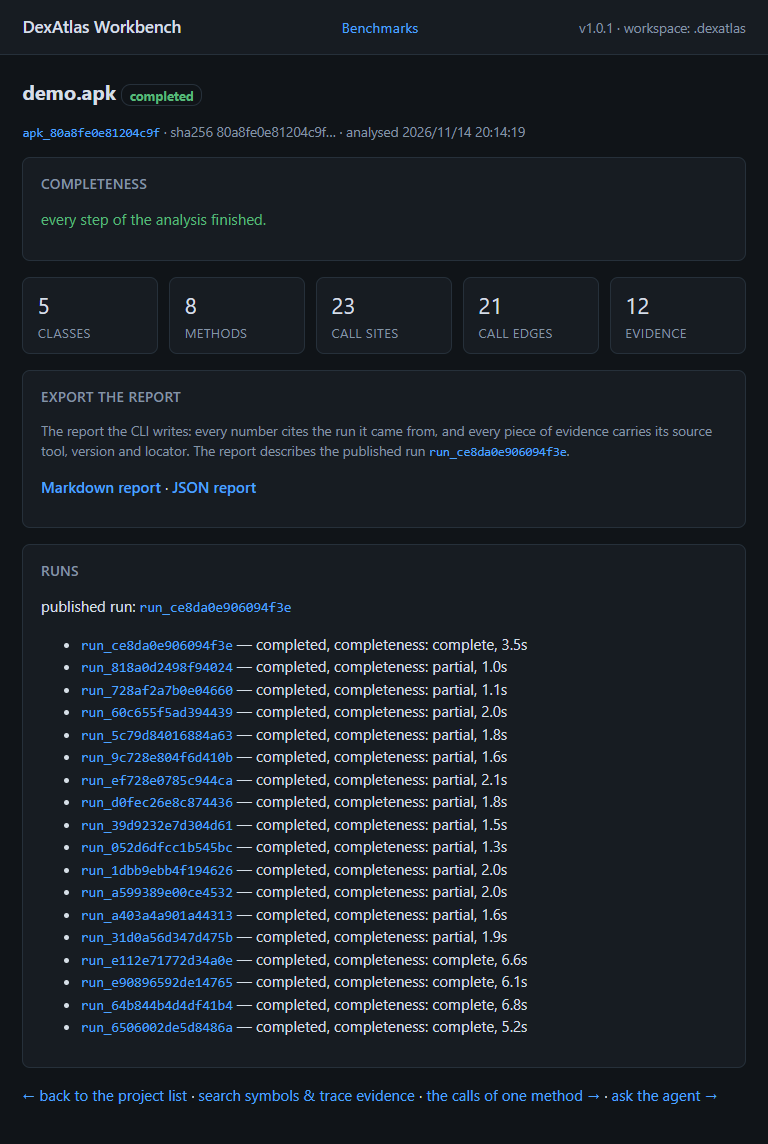 DexAtlas Workbench Benchmarks v1.0.1 · workspace: .dexatlas
demo.apk completed
apk_80a8fe0e81204c9f · sha256 80a8fe0e81204c9f… · analysed 2026/11/14 20:14:19
COMPLETENESS
every step of the analysis finished.
5 8 23 21 12
CLASSES METHODS CALL SITES CALL EDGES EVIDENCE
EXPORT THE REPORT
The report the CLI writes: every number cites the run it came from, and every piece of evidence carries its source
tool, version and locator. The report describes the published run run_ce8da0e906094f3e.
Markdown report · JSON report
RUNS
published run: run_ce8da0e906094f3e
• run_ce8da0e906094f3e — completed, completeness: complete, 3.5s
• run_818a0d2498f94024 — completed, completeness: partial, 1.0s
• run_728af2a7b0e04660 — completed, completeness: partial, 1.1s
• run_60c655f5ad394439 — completed, completeness: partial, 2.0s
• run_5c79d84016884a63 — completed, completeness: partial, 1.8s
• run_9c728e804f6d410b — completed, completeness: partial, 1.6s
• run_ef728e0785c944ca — completed, completeness: partial, 2.1s
• run_d0fec26e8c874436 — completed, completeness: partial, 1.8s
• run_39d9232e7d304d61 — completed, completeness: partial, 1.5s
• run_052d6dfcc1b545bc — completed, completeness: partial, 1.3s
• run_1dbb9ebb4f194626 — completed, completeness: partial, 2.0s
• run_a599389e00ce4532 — completed, completeness: partial, 2.0s
• run_a403a4a901a44313 — completed, completeness: partial, 1.6s
• run_31d0a56d347d475b — completed, completeness: partial, 1.9s
• run_e112e71772d34a0e — completed, completeness: complete, 6.6s
• run_e90896592de14765 — completed, completeness: complete, 6.1s
• run_64b844b4d4df41b4 — completed, completeness: complete, 6.8s
• run_6506002de5d8486a — completed, completeness: complete, 5.2s
← back to the project list · search symbols & trace evidence · the calls of one method → · ask the agent →